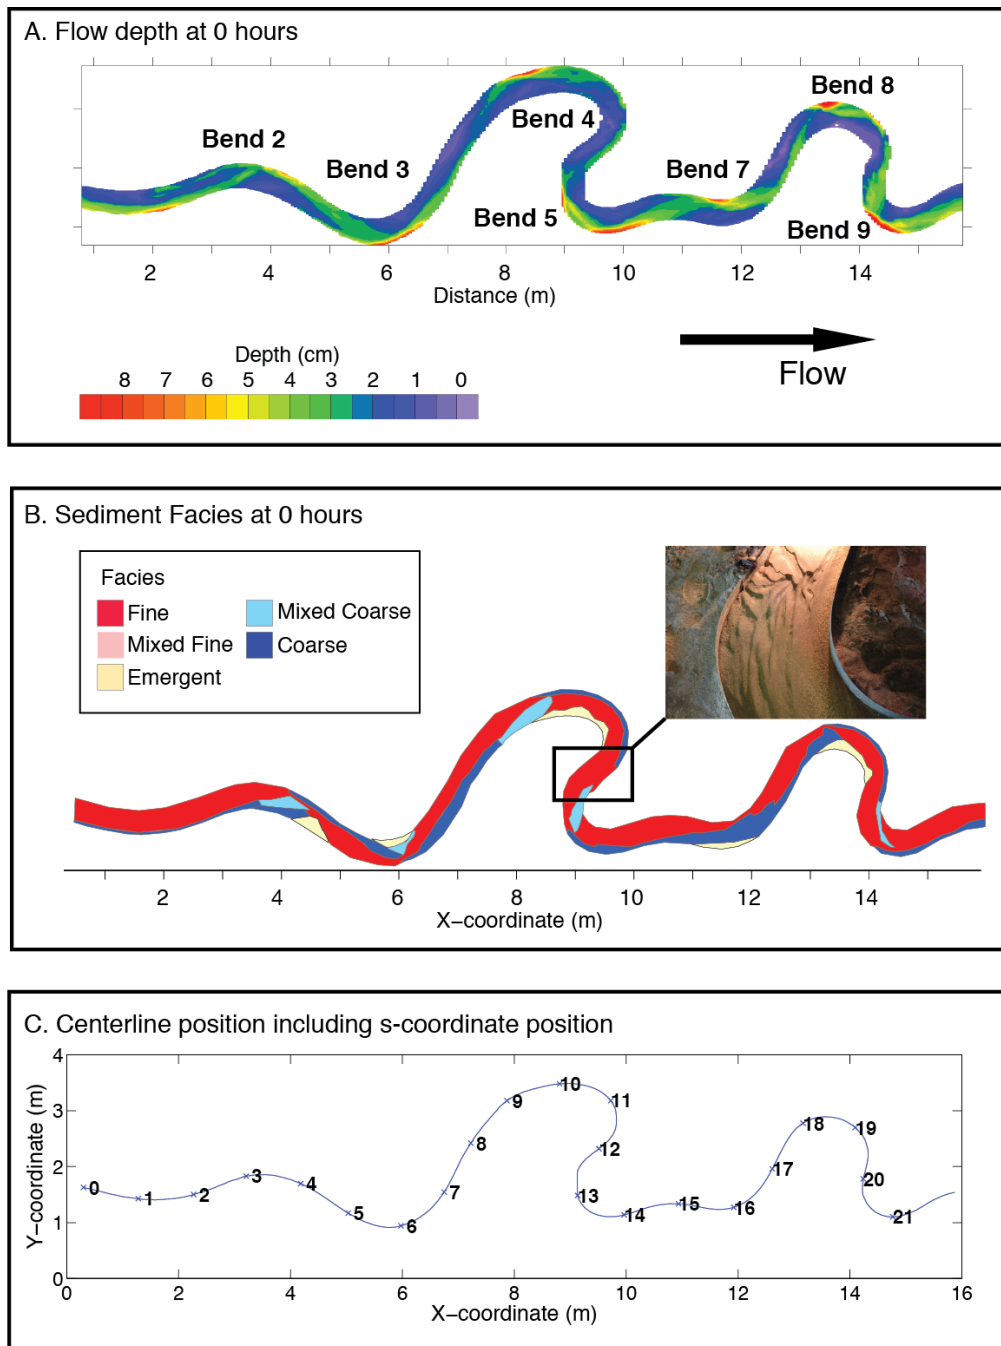 A. Flow depth at 0 hours
Bend 8
Bend 2
Bend 4
Bend 3
Bend 7
Bend 5
Bend 9
2 4 6 8 10 12 14
Distance (m)
Depth (cm)
8 7 6 5 4 3 2 1 0
Flow
B. Sediment Facies at 0 hours
Facies
Fine
Mixed Coarse
Mixed Fine
Coarse
Emergent
2 4 6 8 10 12 14
X–coordinate (m)
C. Centerline position including s-coordinate position
Y–coordinate (m)
4
3
2
1
0
0 1 2 3 4 5 6 7 8 9 10 11 12 13 14 15 16 17 18 19 20 21
0 2 4 6 8 10 12 14 16
X–coordinate (m)